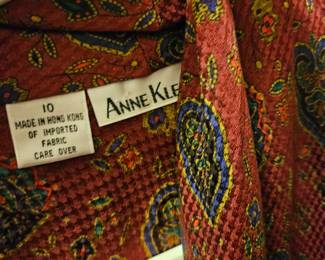 10
MADE IN HONG KONG
OF IMPORTED
FABRIC
CARE OVER
ANNE KLE